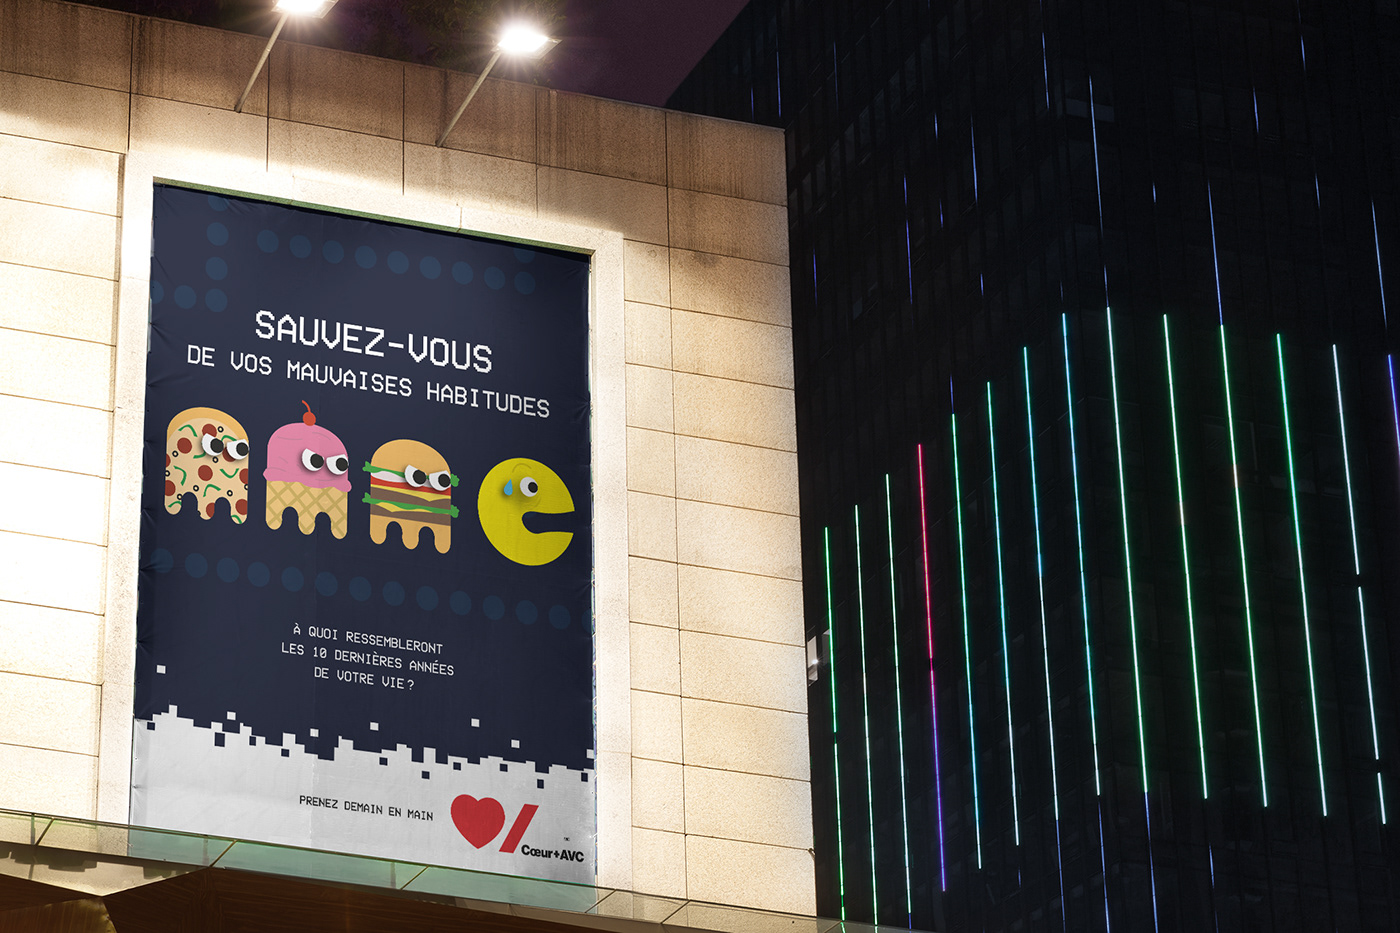 SAUVEZ-VOUS
DE VOS MAUVAISES HABITUDES
À QUOI RESSEMBLERONT
LES 10 DERNIÈRES ANNÉES
DE VOTRE VIE?
PRENEZ DEMAIN EN MAIN
Cœur+AVC